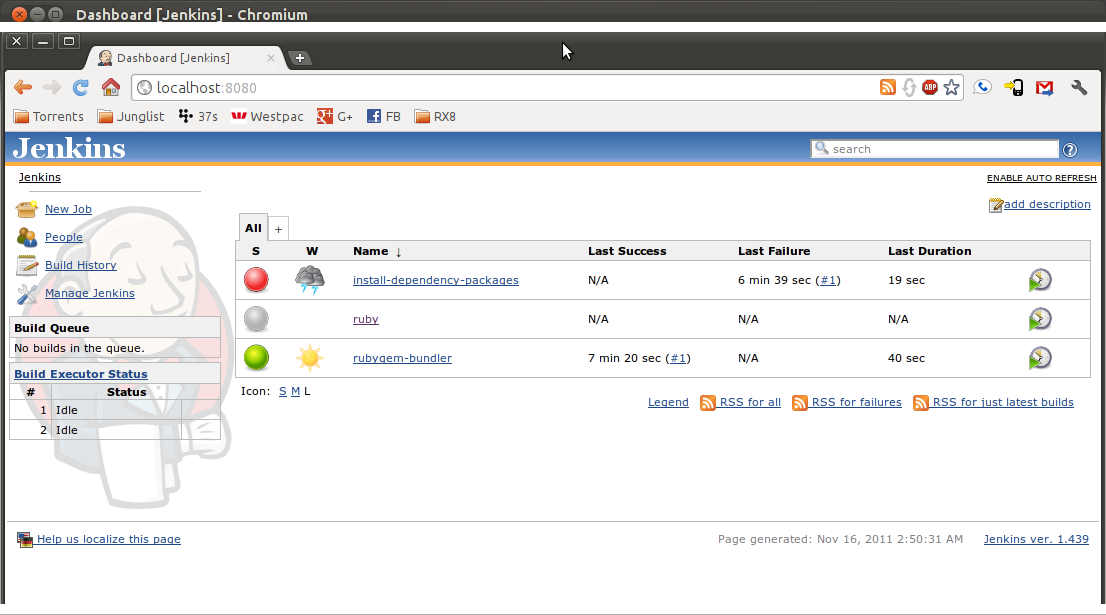 Dashboard [Jenkins] - Chromium
Dashboard [Jenkins]
localhost:8080
ABP
Torrents Junglist 37s Westpac G+ FB RX8
Jenkins
search
Jenkins
ENABLE AUTO REFRESH
add description
New Job
People
Build History
Manage Jenkins
Build Queue
No builds in the queue.
Build Executor Status
# Status
1 Idle
2 Idle
All +
S W Name ↓ Last Success Last Failure Last Duration
install-dependency-packages N/A 6 min 39 sec (#1) 19 sec
ruby N/A N/A N/A
rubygem-bundler 7 min 20 sec (#1) N/A 40 sec
Icon: S M L
Legend RSS for all RSS for failures RSS for just latest builds
Help us localize this page
Page generated: Nov 16, 2011 2:50:31 AM Jenkins ver. 1.439